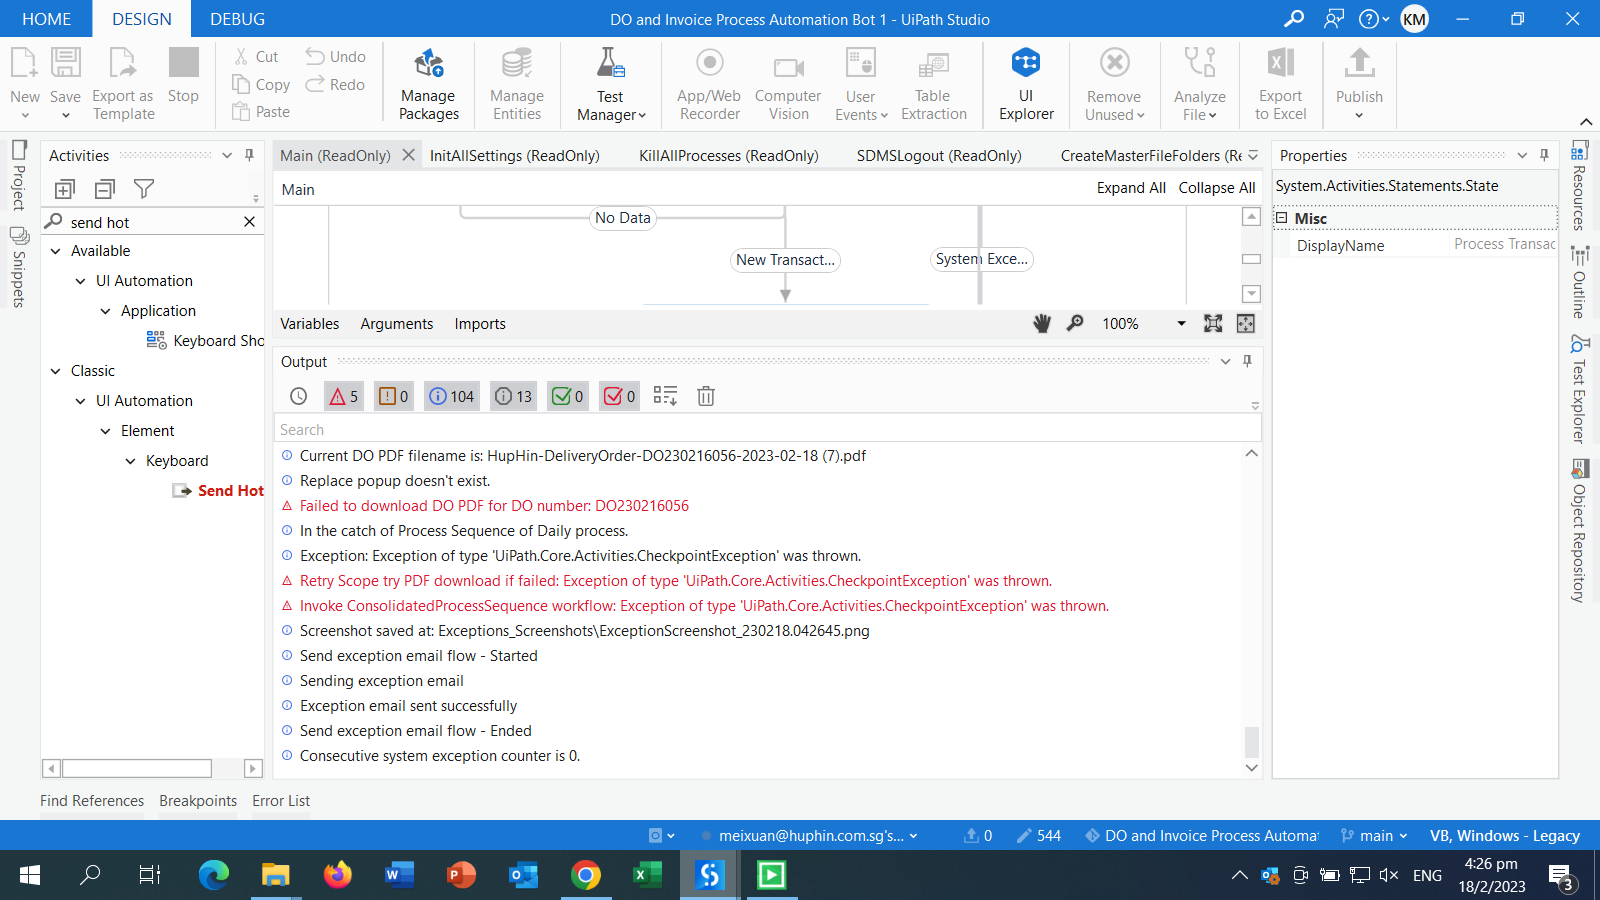 HOME DESIGN DEBUG DO and Invoice Process Automation Bot 1 - UiPath Studio KM
New Save Export as Template Stop
Cut Undo
Copy Redo
Paste
Manage Packages
Manage Entities
Test Manager
App/Web Recorder
Computer Vision
User Events
Table Extraction
UI Explorer
Remove Unused
Analyze File
Export to Excel
Publish
Project
Snippets
Activities
send hot
Available
UI Automation
Application
Keyboard Sho
Classic
UI Automation
Element
Keyboard
Send Hot
Main (ReadOnly) InitAllSettings (ReadOnly) KillAllProcesses (ReadOnly) SDMSLogout (ReadOnly) CreateMasterFileFolders (Re
Main Expand All Collapse All
No Data
New Transact...
System Exce...
Variables Arguments Imports 100%
Output
5 0 104 13 0 0
Search
Current DO PDF filename is: HupHin-DeliveryOrder-DO230216056-2023-02-18 (7).pdf
Replace popup doesn't exist.
Failed to download DO PDF for DO number: DO230216056
In the catch of Process Sequence of Daily process.
Exception: Exception of type 'UiPath.Core.Activities.CheckpointException' was thrown.
Retry Scope try PDF download if failed: Exception of type 'UiPath.Core.Activities.CheckpointException' was thrown.
Invoke ConsolidatedProcessSequence workflow: Exception of type 'UiPath.Core.Activities.CheckpointException' was thrown.
Screenshot saved at: Exceptions_Screenshots\ExceptionScreenshot_230218.042645.png
Send exception email flow - Started
Sending exception email
Exception email sent successfully
Send exception email flow - Ended
Consecutive system exception counter is 0.
Properties
System.Activities.Statements.State
Misc
DisplayName Process Transac
Resources
Outline
Test Explorer
Object Repository
Find References Breakpoints Error List
meixuan@huphin.com.sg's... 0 544 DO and Invoice Process Automat main VB, Windows - Legacy
ENG
4:26 pm
18/2/2023
3